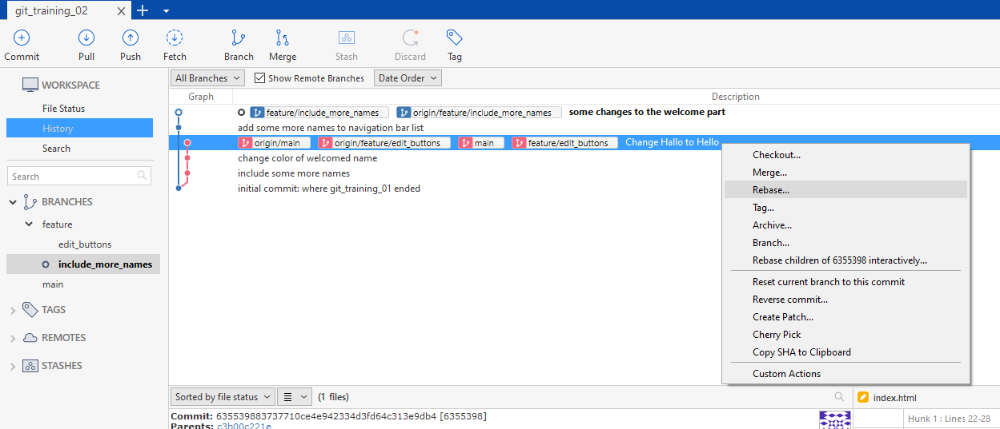 git_training_02
Commit Pull Push Fetch Branch Merge Stash Discard Tag
WORKSPACE
File Status
History
Search
Search
BRANCHES
feature
edit_buttons
include_more_names
main
TAGS
REMOTES
STASHES
All Branches Show Remote Branches Date Order
Graph Description
feature/include_more_names origin/feature/include_more_names some changes to the welcome part
add some more names to navigation bar list
origin/main origin/feature/edit_buttons main feature/edit_buttons Change Hallo to Hello
change color of welcomed name
include some more names
initial commit: where git_training_01 ended
Checkout...
Merge...
Rebase...
Tag...
Archive...
Branch...
Rebase children of 6355398 interactively...
Reset current branch to this commit
Reverse commit...
Create Patch...
Cherry Pick
Copy SHA to Clipboard
Custom Actions
Sorted by file status (1 files)
Commit: 635539883737710ce4e942334d3fd64c313e9db4 [6355398]
Parents: c3b00c221e
index.html
Hunk 1 : Lines 22-28